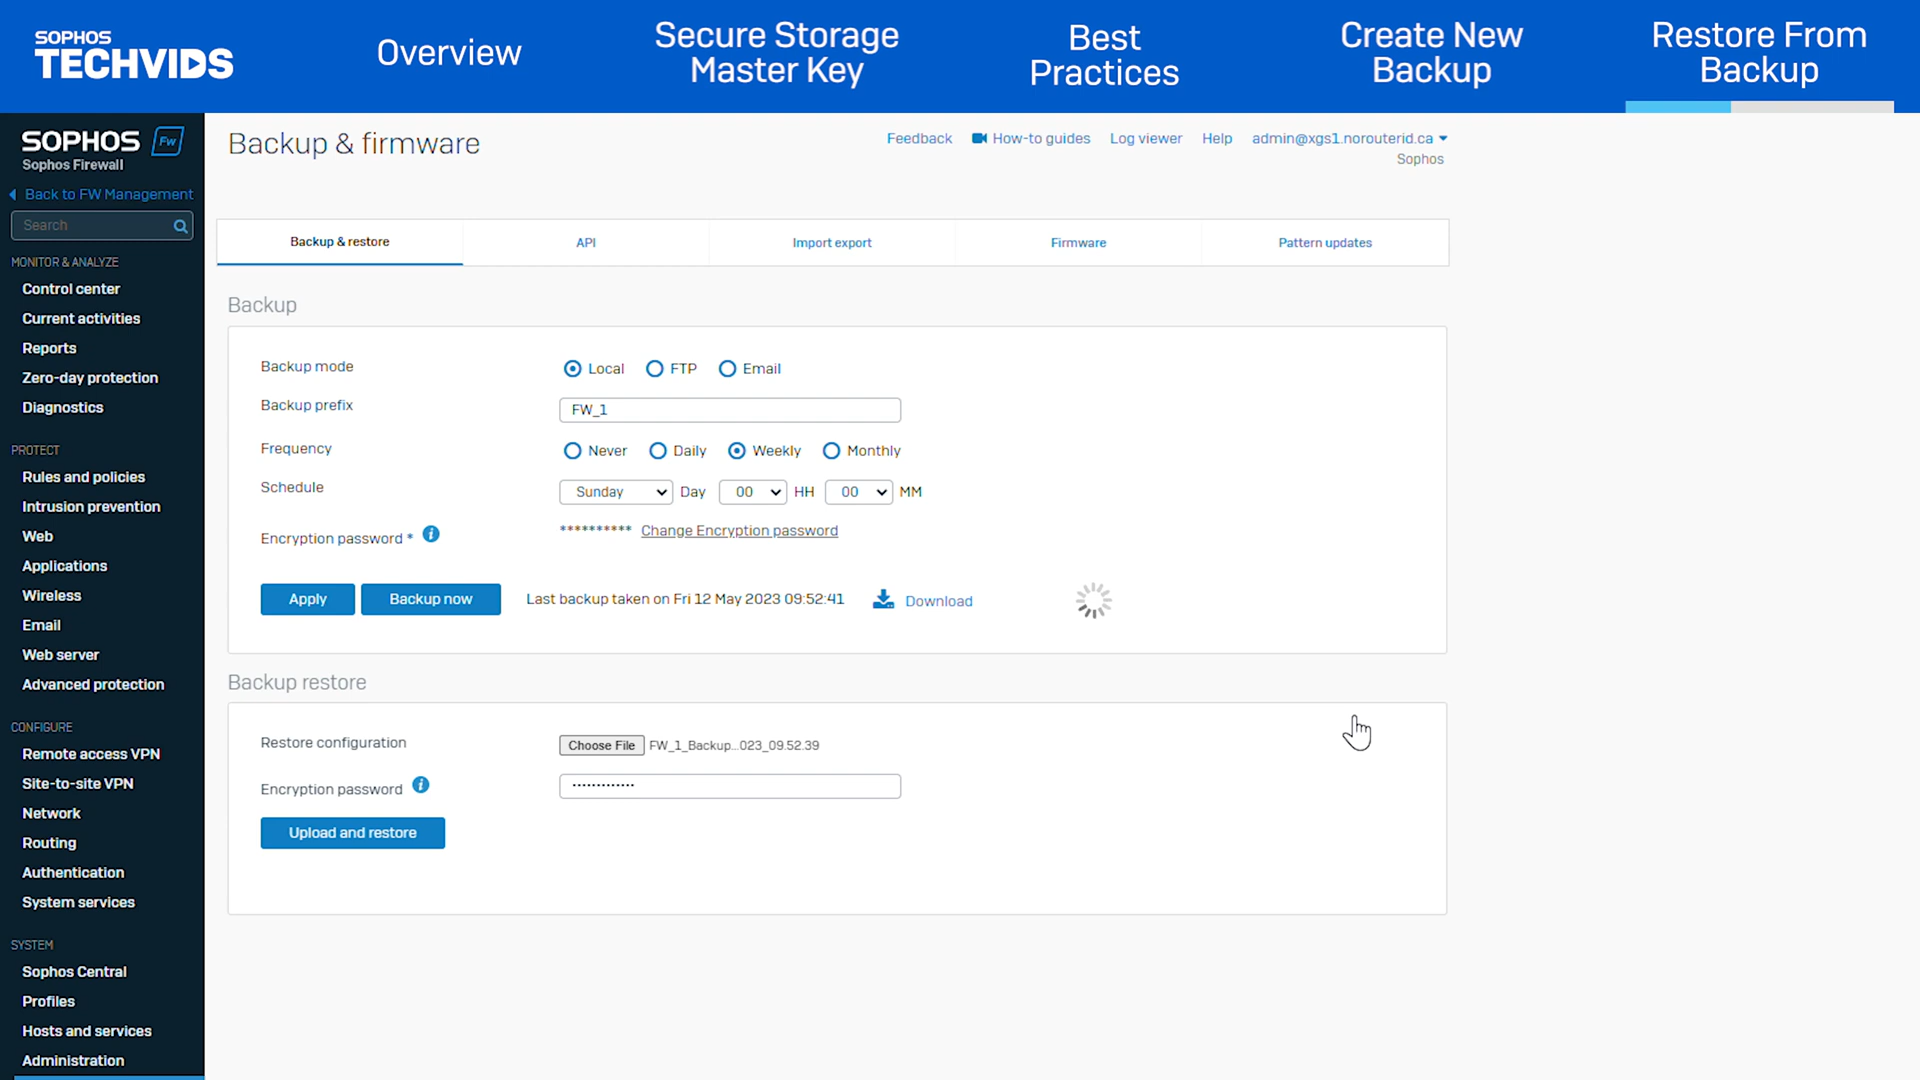 SOPHOS
TECHVIDS
Overview
Secure Storage
Master Key
Best
Practices
Create New
Backup
Restore From
Backup
SOPHOS Fw
Sophos Firewall
Back to FW Management
Search
MONITOR & ANALYZE
Control center
Current activities
Reports
Zero-day protection
Diagnostics
PROTECT
Rules and policies
Intrusion prevention
Web
Applications
Wireless
Email
Web server
Advanced protection
CONFIGURE
Remote access VPN
Site-to-site VPN
Network
Routing
Authentication
System services
SYSTEM
Sophos Central
Profiles
Hosts and services
Administration
Backup & firmware
Feedback How-to guides Log viewer Help admin@xgs1.norouterid.ca
Sophos
Backup & restore API Import export Firmware Pattern updates
Backup
Backup mode Local FTP Email
Backup prefix FW_1
Frequency Never Daily Weekly Monthly
Schedule Sunday Day 00 HH 00 MM
Encryption password * i ********** Change Encryption password
Apply Backup now Last backup taken on Fri 12 May 2023 09:52:41 Download
Backup restore
Restore configuration Choose File FW_1_Backup...023_09.52.39
Encryption password i •••••••••••••
Upload and restore